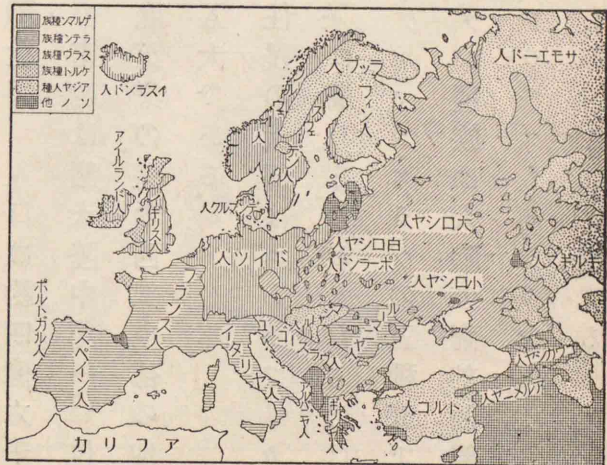 ゲルマン種族
ラテン種族
スラヴ種族
ケルト種族
アジヤ人種
ソノ他
イスランド人
サモエード人
ラップ人
フィン人
アイルランド人
イギリス人
マルク人
大ロシヤ人
白ロシヤ人
ポーランド人
小ロシヤ人
キルギス人
ドイツ人
フランス人
ポルトガル人
スペイン人
イタリヤ人
トルコ人
アルメニヤ人
アフリカ